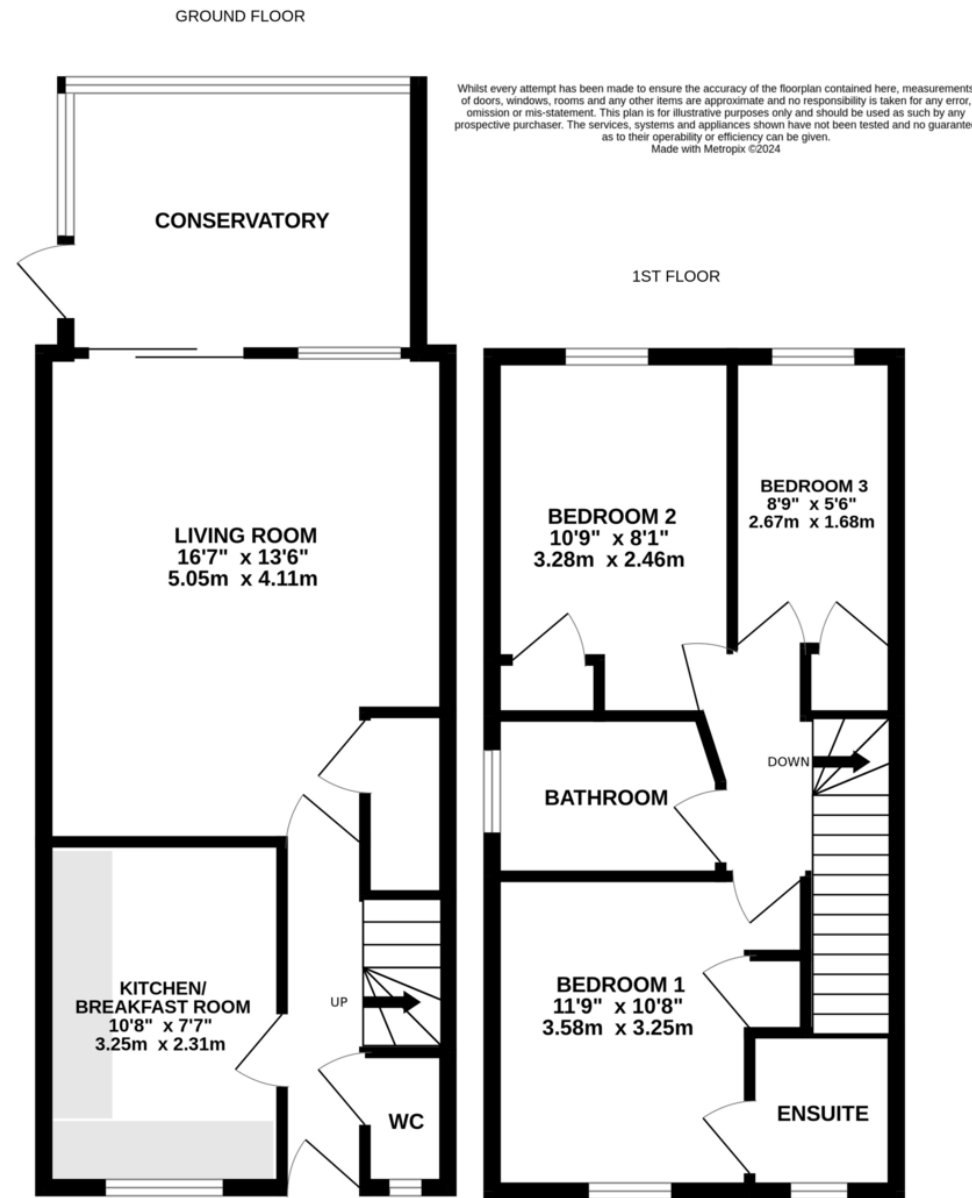 GROUND FLOOR
Whilst every attempt has been made to ensure the accuracy of the floorplan contained here, measurements
of doors, windows, rooms and any other items are approximate and no responsibility is taken for any error,
omission or mis-statement. This plan is for illustrative purposes only and should be used as such by any
prospective purchaser. The services, systems and appliances shown have not been tested and no guarantee
as to their operability or efficiency can be given.
Made with Metropix ©2024
CONSERVATORY
LIVING ROOM
16'7" x 13'6"
5.05m x 4.11m
KITCHEN/
BREAKFAST ROOM
10'8" x 7'7"
3.25m x 2.31m
UP
WC
1ST FLOOR
BEDROOM 2
10'9" x 8'1"
3.28m x 2.46m
BEDROOM 3
8'9" x 5'6"
2.67m x 1.68m
DOWN
BATHROOM
BEDROOM 1
11'9" x 10'8"
3.58m x 3.25m
ENSUITE